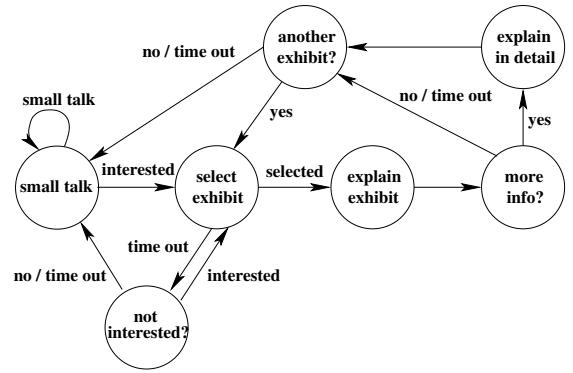 another
exhibit?
explain
in detail
no / time out
small talk
yes
no / time out
yes
small talk
interested
select
exhibit
selected
explain
exhibit
more
info?
time out
no / time out
interested
not
interested?